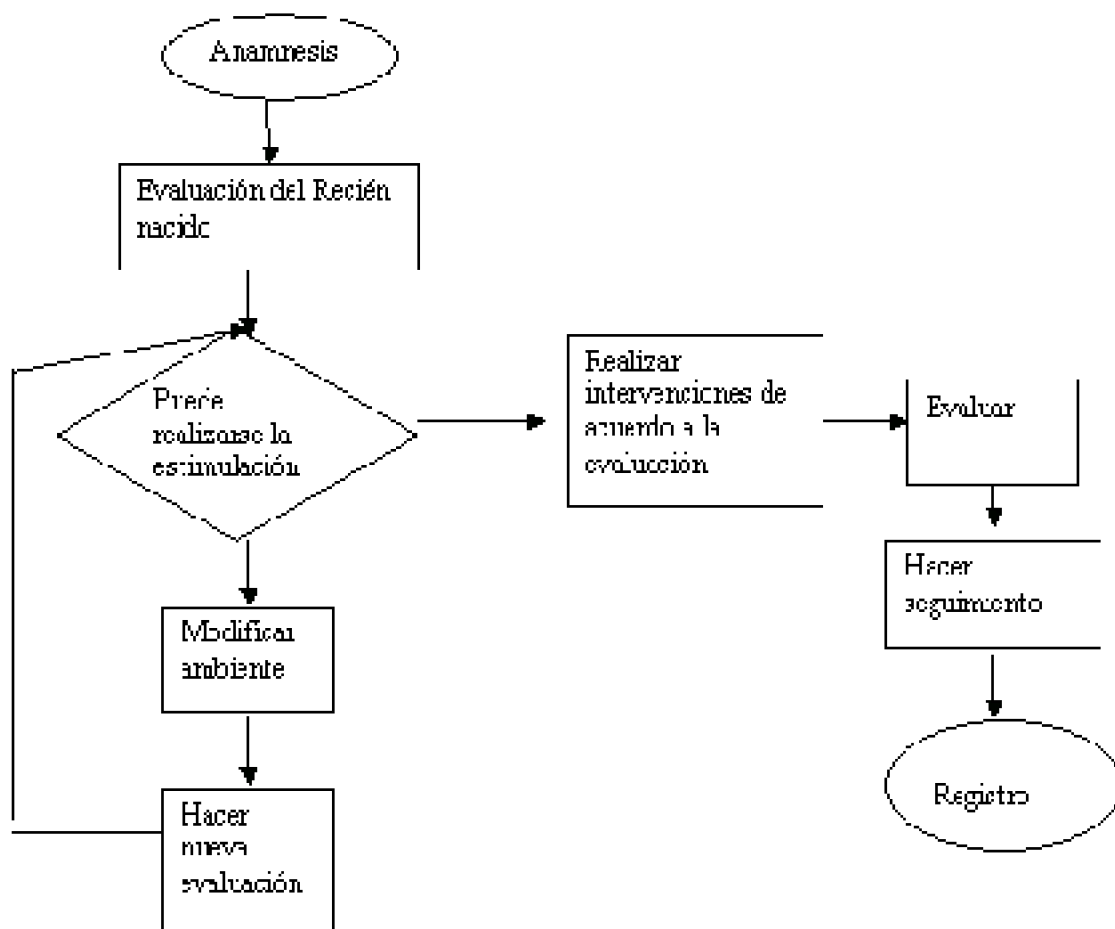 Anamnesis
Evaluación del Recién
nacido
Puede
realizarse la
estimulación
Realizar
intervenciones de
acuerdo a la
evaluación
Evaluar
Hacer
seguimiento
Registro
Modificar
ambiente
Hacer
nueva
evaluación